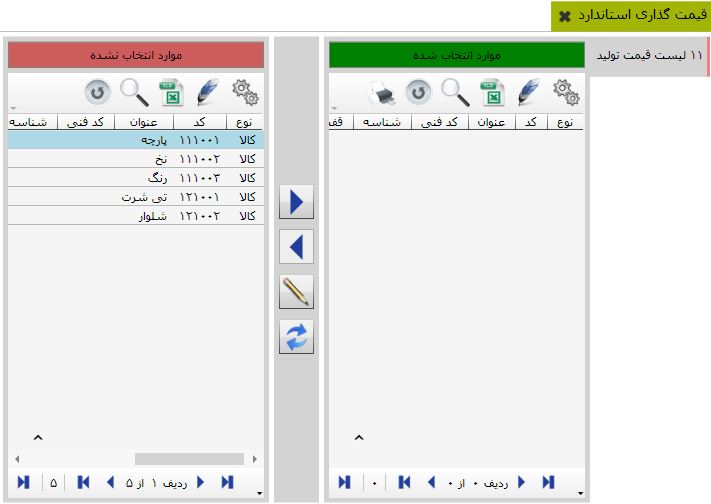 قیمت گذاری استاندارد
۱۱ لیست قیمت تولید
موارد انتخاب شده
نوع کد عنوان کد فنی شناسه قف
ردیف ۰ از ۰ ۰
موارد انتخاب نشده
نوع کد عنوان کد فنی شناسه
کالا ۱۱۱۰۰۱ پارچه
کالا ۱۱۱۰۰۲ نخ
کالا ۱۱۱۰۰۳ رنگ
کالا ۱۲۱۰۰۱ تی شرت
کالا ۱۲۱۰۰۲ شلوار
ردیف ۱ از ۵ ۵